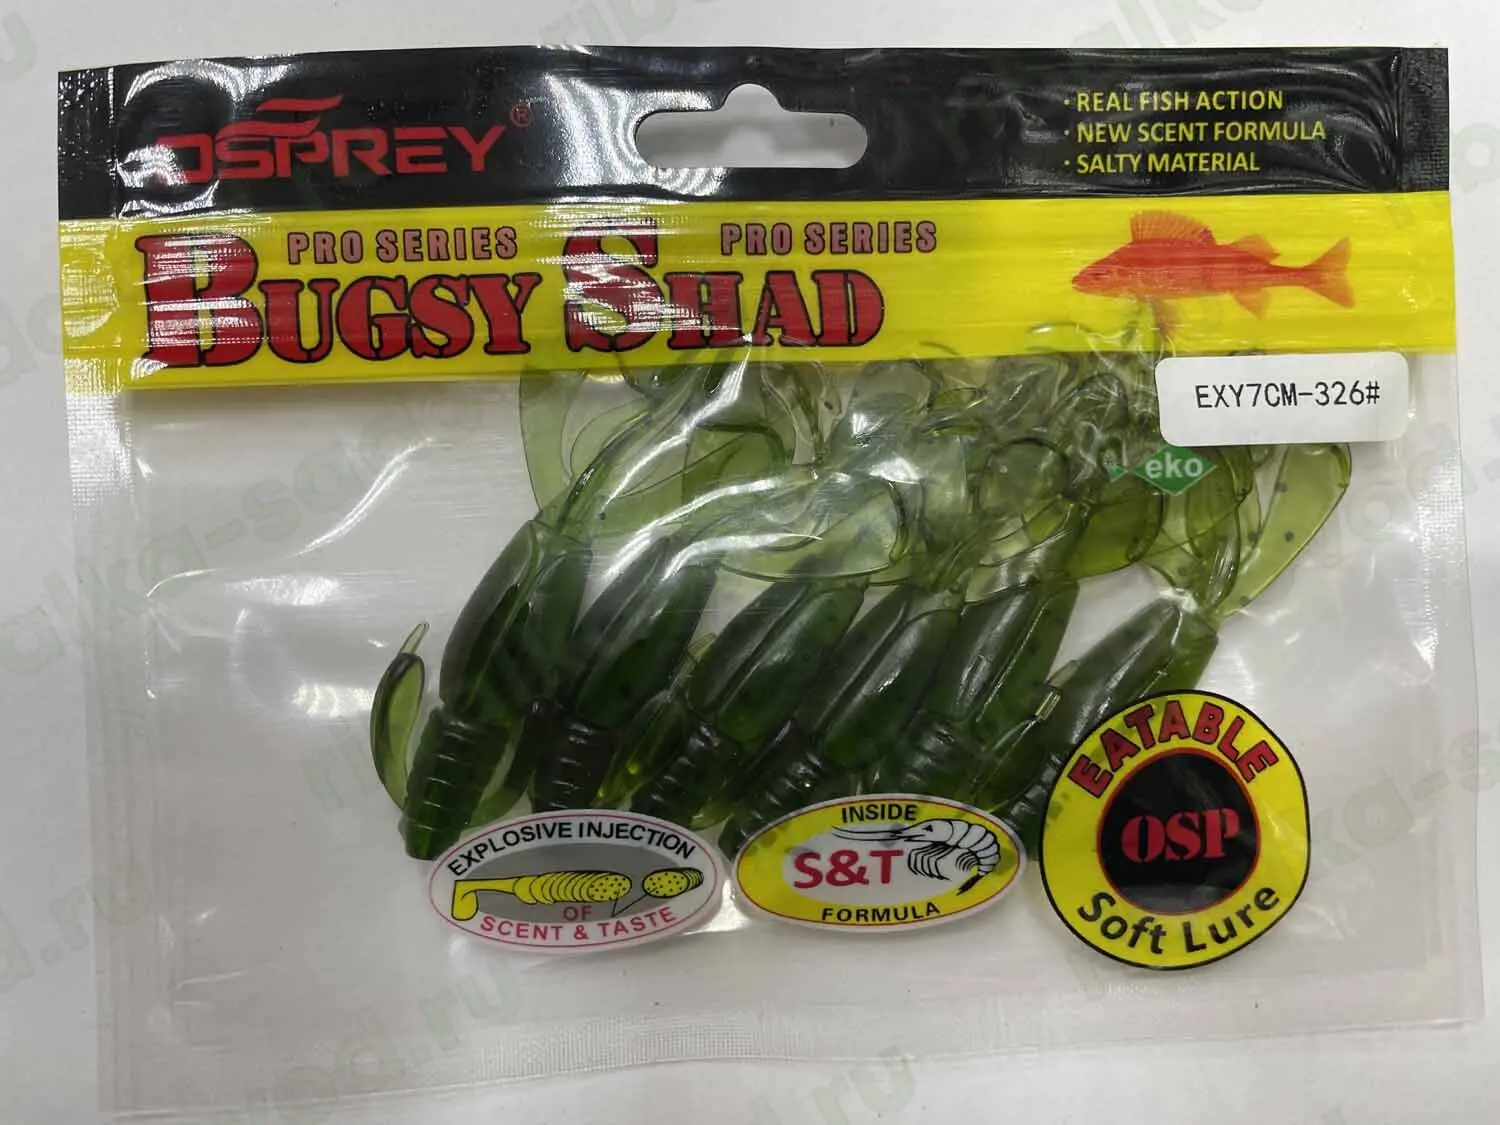 OSPREY®
· REAL FISH ACTION
· NEW SCENT FORMULA
· SALTY MATERIAL
PRO SERIES PRO SERIES
BUGSY SHAD
EXY7CM-326#
eko
EXPLOSIVE INJECTION
OF
SCENT & TASTE
INSIDE
S&T
FORMULA
EATABLE
OSP
Soft Lure